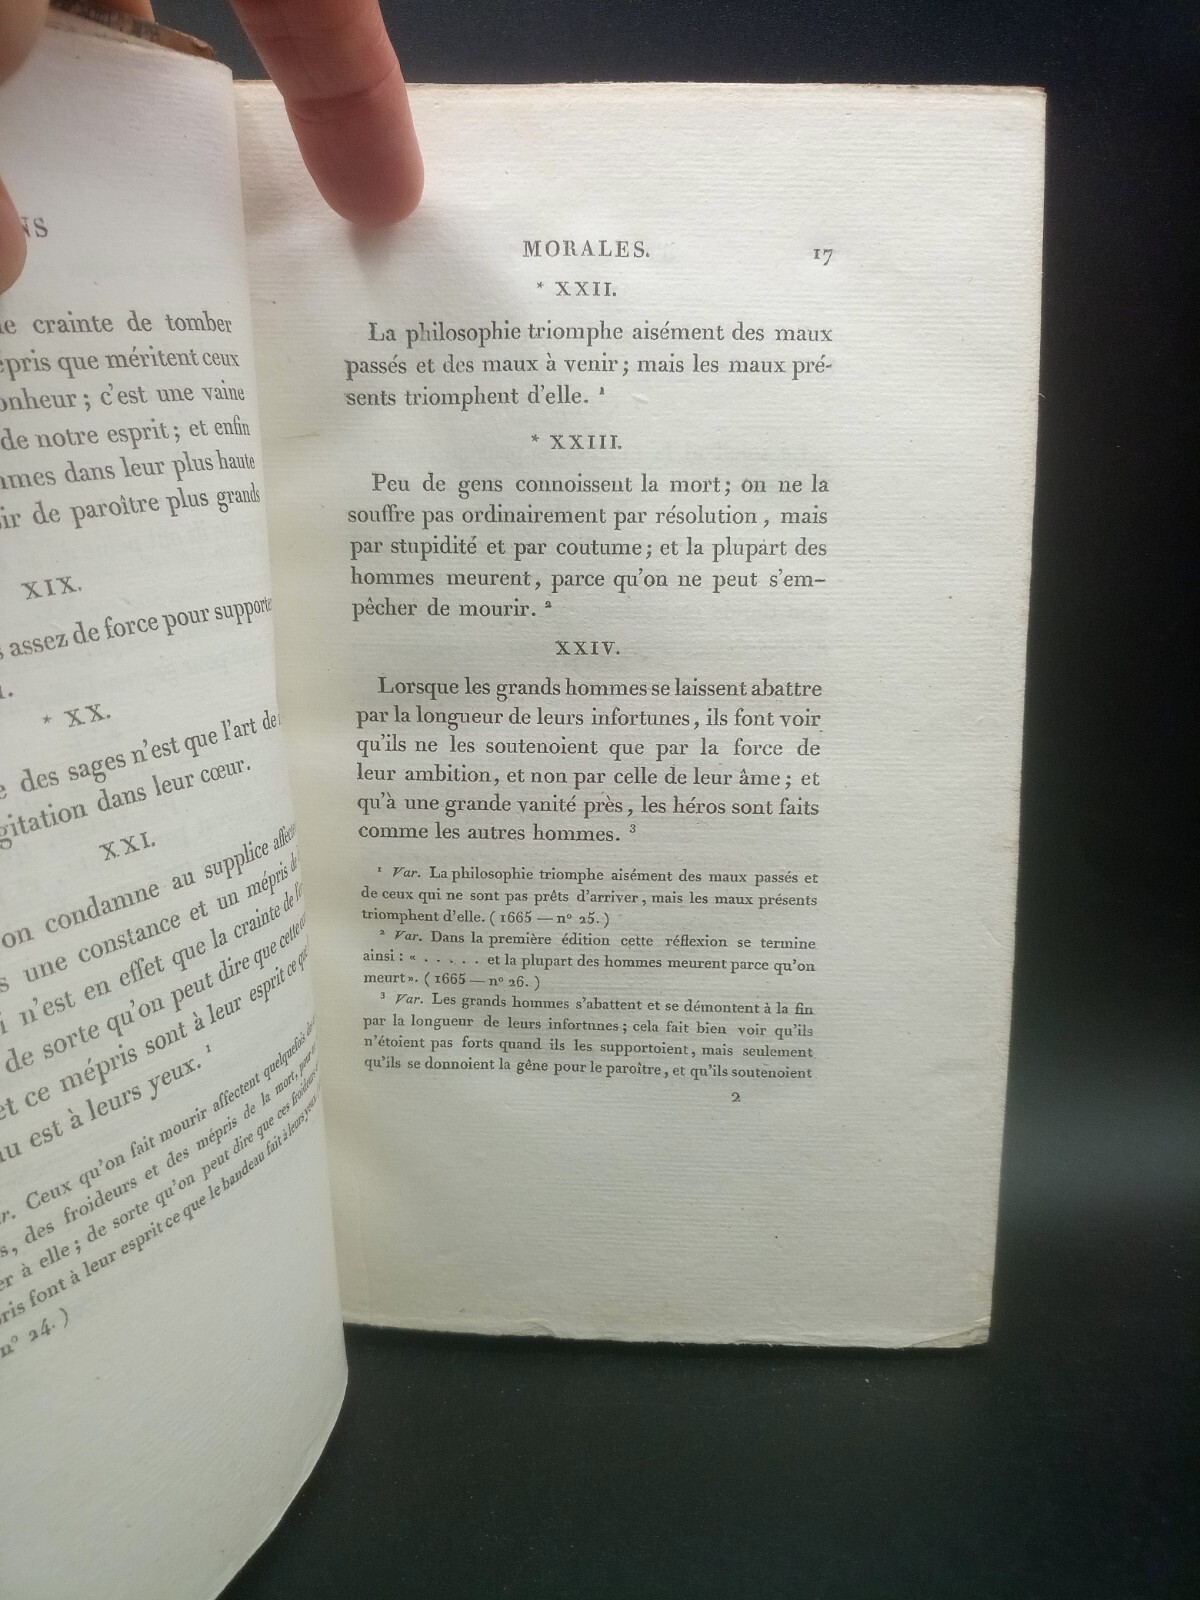 NS
crainte de tomber
que méritent ceux
; c'est une vaine
de notre esprit; et enfin
dans leur plus haute
de paroître plus grands
XIX.
assez de force pour
* XX.
des sages n'est que l'art de
dans leur cœur.
XXI.
on condamne au supplice
une constance et un mépris de
n'est en effet que la crainte de
de sorte qu'on peut dire que cette
et ce mépris sont à leur esprit ce que
est à leurs yeux. 1
Ceux qu'on fait mourir affectent quelquefois
des froideurs et des mépris de la mort,
à elle; de sorte qu'on peut dire que ces froideurs
font à leur esprit ce que le bandeau fait à leurs yeux.
n° 24.)
MORALES. 17
* XXII.
La philosophie triomphe aisément des maux
passés et des maux à venir; mais les maux pré-
sents triomphent d'elle. 1
* XXIII.
Peu de gens connoissent la mort; on ne la
souffre pas ordinairement par résolution, mais
par stupidité et par coutume; et la plupart des
hommes meurent, parce qu'on ne peut s'em-
pêcher de mourir. 2
XXIV.
Lorsque les grands hommes se laissent abattre
par la longueur de leurs infortunes, ils font voir
qu'ils ne les soutenoient que par la force de
leur ambition, et non par celle de leur âme; et
qu'à une grande vanité près, les héros sont faits
comme les autres hommes. 3
1 Var. La philosophie triomphe aisément des maux passés et
de ceux qui ne sont pas prêts d'arriver, mais les maux présents
triomphent d'elle. (1665 — n° 25.)
2 Var. Dans la première édition cette réflexion se termine
ainsi : « . . . . . et la plupart des hommes meurent parce qu'on
meurt ». (1665 — n° 26.)
3 Var. Les grands hommes s'abattent et se démontent à la fin
par la longueur de leurs infortunes; cela fait bien voir qu'ils
n'étoient pas forts quand ils les supportoient, mais seulement
qu'ils se donnoient la gêne pour le paroître, et qu'ils soutenoient
2